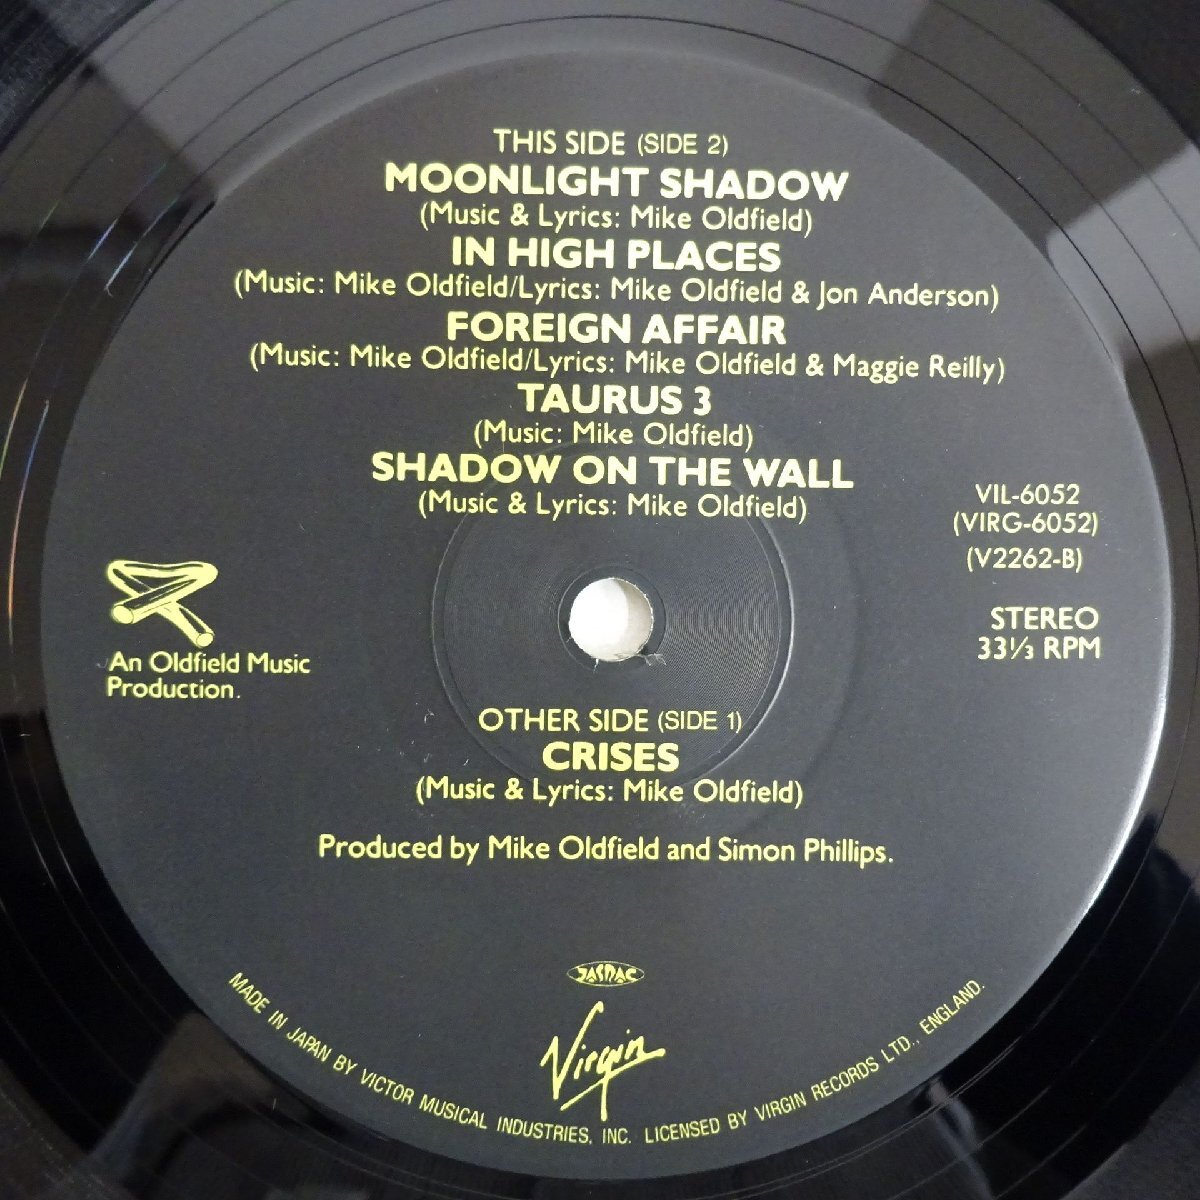 THIS SIDE (SIDE 2)
MOONLIGHT SHADOW
(Music & Lyrics: Mike Oldfield)
IN HIGH PLACES
(Music: Mike Oldfield/Lyrics: Mike Oldfield & Jon Anderson)
FOREIGN AFFAIR
(Music: Mike Oldfield/Lyrics: Mike Oldfield & Maggie Reilly)
TAURUS 3
(Music: Mike Oldfield)
SHADOW ON THE WALL
(Music & Lyrics: Mike Oldfield)
VIL-6052
(VIRG-6052)
(V2262-B)
STEREO
33⅓ RPM
An Oldfield Music
Production.
OTHER SIDE (SIDE 1)
CRISES
(Music & Lyrics: Mike Oldfield)
Produced by Mike Oldfield and Simon Phillips.
JASRAC
Virgin
MADE IN JAPAN BY VICTOR MUSICAL INDUSTRIES, INC. LICENSED BY VIRGIN RECORDS LTD., ENGLAND.